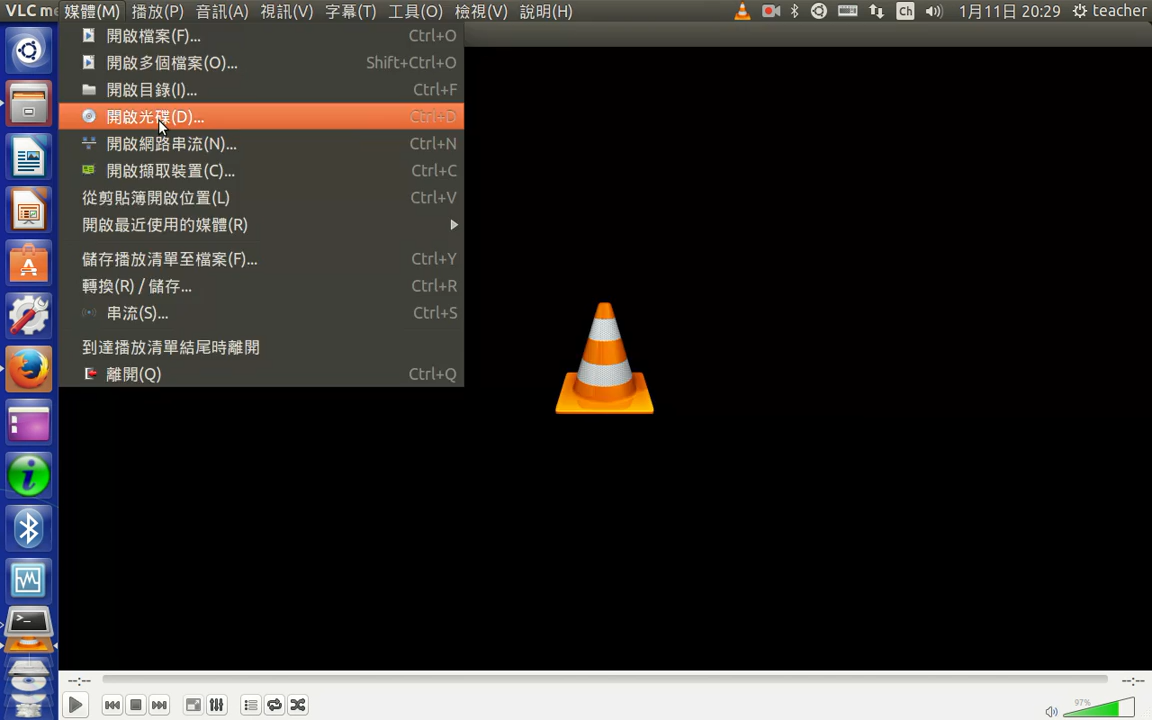 VLC me 媒體(M) 播放(P) 音訊(A) 視訊(V) 字幕(T) 工具(O) 檢視(V) 說明(H) Ch 1月11日 20:29 teacher
開啟檔案(F)... Ctrl+O
開啟多個檔案(O)... Shift+Ctrl+O
開啟目錄(I)... Ctrl+F
開啟光碟(D)... Ctrl+D
開啟網路串流(N)... Ctrl+N
開啟擷取裝置(C)... Ctrl+C
從剪貼簿開啟位置(L) Ctrl+V
開啟最近使用的媒體(R)
儲存播放清單至檔案(F)... Ctrl+Y
轉換(R) / 儲存... Ctrl+R
串流(S)... Ctrl+S
到達播放清單結尾時離開
離開(Q) Ctrl+Q
--:-- --:--
97%